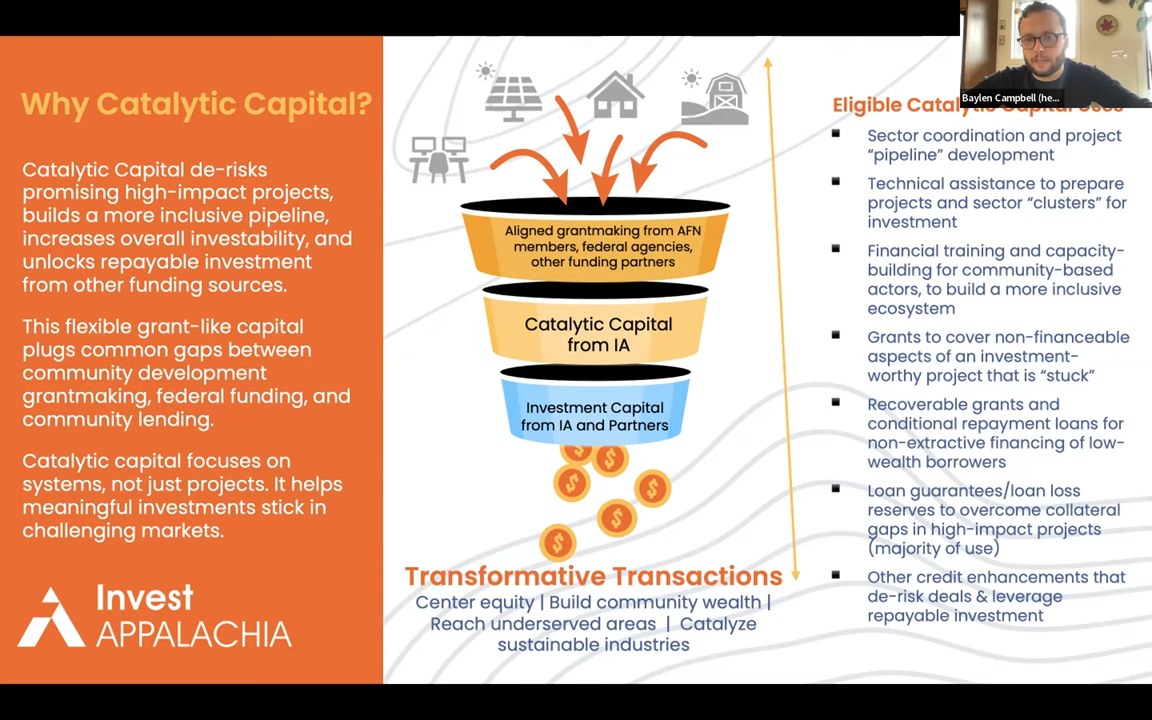 Why Catalytic Capital?
Catalytic Capital de-risks
promising high-impact projects,
builds a more inclusive pipeline,
increases overall investability, and
unlocks repayable investment
from other funding sources.
This flexible grant-like capital
plugs common gaps between
community development
grantmaking, federal funding, and
community lending.
Catalytic capital focuses on
systems, not just projects. It helps
meaningful investments stick in
challenging markets.
Invest
APPALACHIA
Aligned grantmaking from AFN
members, federal agencies,
other funding partners
Catalytic Capital
from IA
Investment Capital
from IA and Partners
$
$
$
$
$
$
Transformative Transactions
Center equity | Build community wealth |
Reach underserved areas | Catalyze
sustainable industries
Baylen Campbell (he...
Eligible
Sector coordination and project
“pipeline” development
Technical assistance to prepare
projects and sector “clusters” for
investment
Financial training and capacity-
building for community-based
actors, to build a more inclusive
ecosystem
Grants to cover non-financeable
aspects of an investment-
worthy project that is “stuck”
Recoverable grants and
conditional repayment loans for
non-extractive financing of low-
wealth borrowers
Loan guarantees/loan loss
reserves to overcome collateral
gaps in high-impact projects
(majority of use)
Other credit enhancements that
de-risk deals & leverage
repayable investment